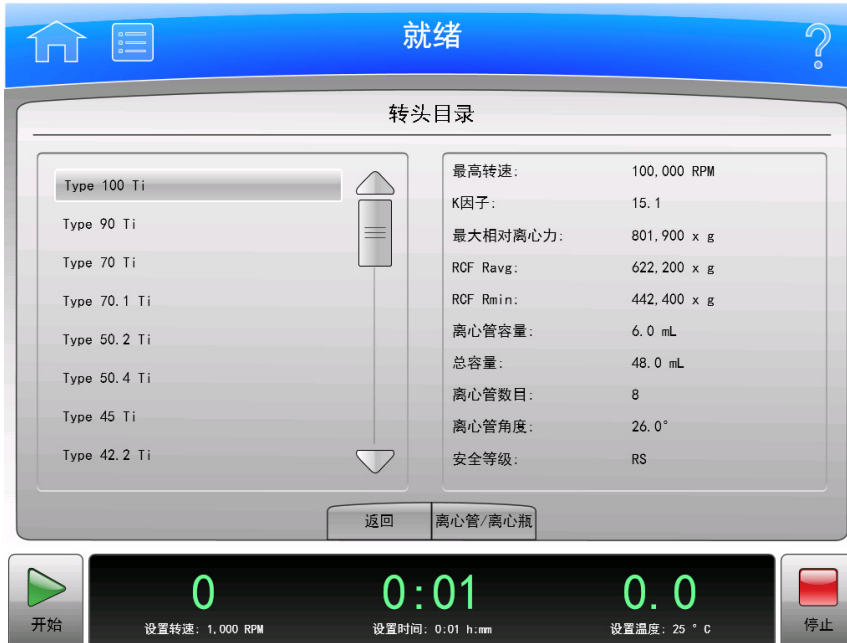 就绪
转头目录
Type 100 Ti
Type 90 Ti
Type 70 Ti
Type 70.1 Ti
Type 50.2 Ti
Type 50.4 Ti
Type 45 Ti
Type 42.2 Ti
最高转速: 100,000 RPM
K因子: 15.1
最大相对离心力: 801,900 x g
RCF Ravg: 622,200 x g
RCF Rmin: 442,400 x g
离心管容量: 6.0 mL
总容量: 48.0 mL
离心管数目: 8
离心管角度: 26.0°
安全等级: RS
返回 离心管/离心瓶
0 0:01 0.0
开始 设置转速: 1,000 RPM 设置时间: 0:01 h:mm 设置温度: 25 ° C 停止